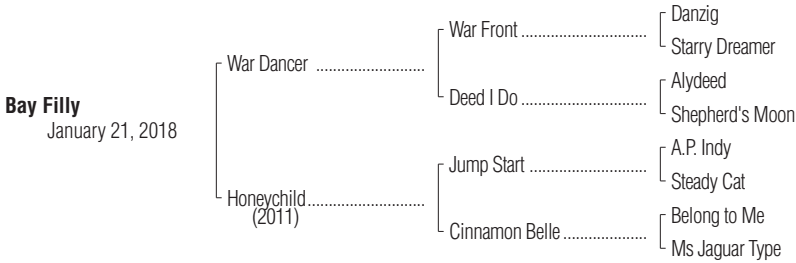 Danzig
War Front ..............................
Starry Dreamer
War Dancer ..........................
Alydeed
Deed I Do ..............................
Shepherd's Moon
Bay Filly
January 21, 2018
A.P. Indy
Jump Start ............................
Steady Cat
Honeychild............................
(2011)
Belong to Me
Cinnamon Belle ....................
Ms Jaguar Type